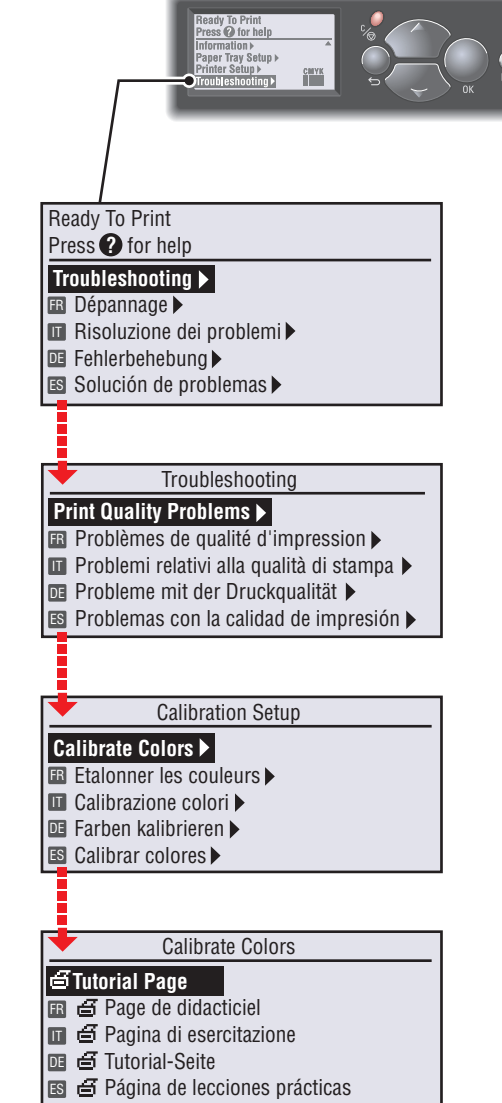 Ready To Print
Press ? for help
Information
Paper Tray Setup
Printer Setup
CMYK
Troubleshooting
C/
OK
Ready To Print
Press ? for help
Troubleshooting
FR Dépannage
IT Risoluzione dei problemi
DE Fehlerbehebung
ES Solución de problemas
Troubleshooting
Print Quality Problems
FR Problèmes de qualité d'impression
IT Problemi relativi alla qualità di stampa
DE Probleme mit der Druckqualität
ES Problemas con la calidad de impresión
Calibration Setup
Calibrate Colors
FR Etalonner les couleurs
IT Calibrazione colori
DE Farben kalibrieren
ES Calibrar colores
Calibrate Colors
Tutorial Page
FR Page de didacticiel
IT Pagina di esercitazione
DE Tutorial-Seite
ES Página de lecciones prácticas